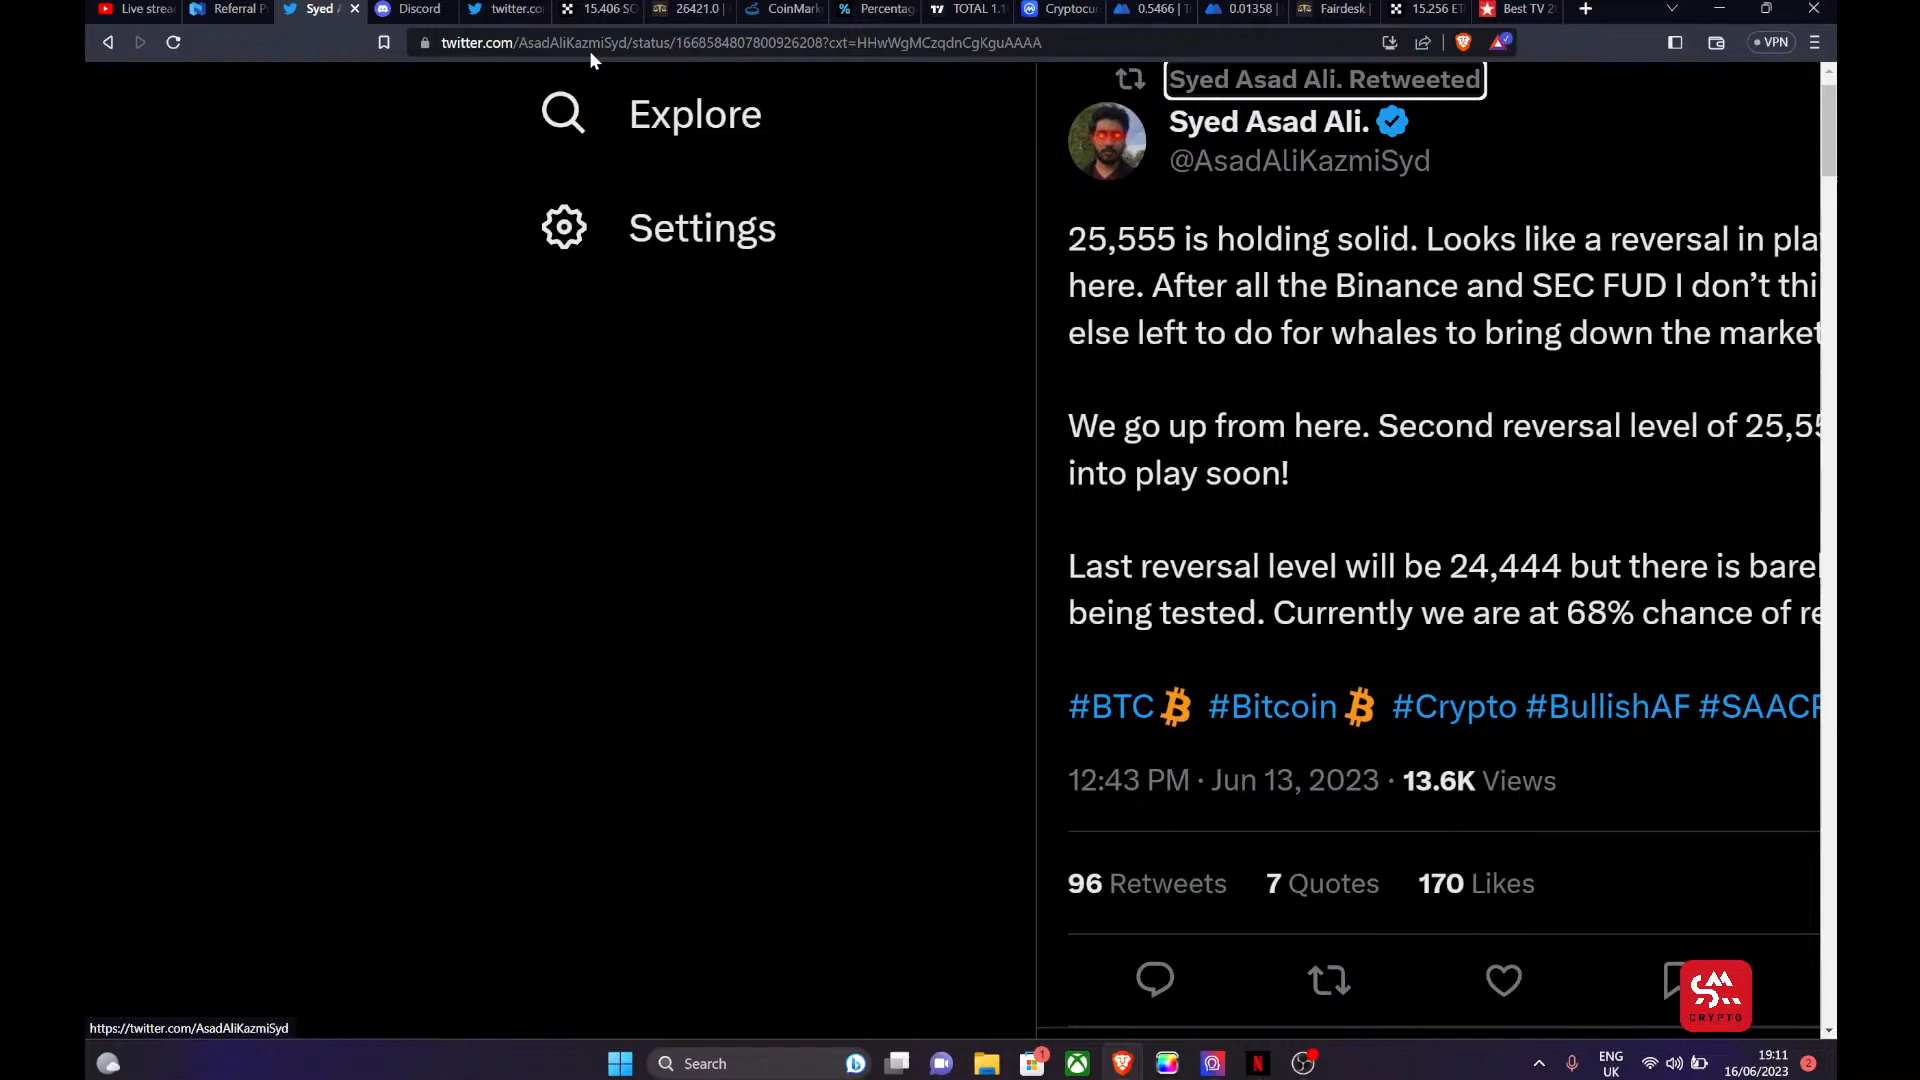 Live strea
Referral P
Syed A
Discord
twitter.co
15.406 SO
26421.0
CoinMark
Percentag
TOTAL 1.1
Cryptocur
0.5466 | T
0.01358 |
Fairdesk |
15.256 ET
Best TV 2
twitter.com/AsadAliKazmiSyd/status/1668584807800926208?cxt=HHwWgMCzqdnCgKguAAAA
VPN
Explore
Settings
Syed Asad Ali. Retweeted
Syed Asad Ali.
@AsadAliKazmiSyd
25,555 is holding solid. Looks like a reversal in pla
here. After all the Binance and SEC FUD I don’t thi
else left to do for whales to bring down the market
We go up from here. Second reversal level of 25,55
into play soon!
Last reversal level will be 24,444 but there is barel
being tested. Currently we are at 68% chance of re
#BTC #Bitcoin #Crypto #BullishAF #SAACF
12:43 PM · Jun 13, 2023 · 13.6K Views
96 Retweets 7 Quotes 170 Likes
SM
CRYPTO
https://twitter.com/AsadAliKazmiSyd
Search
1
N
ENG
UK
19:11
16/06/2023
2